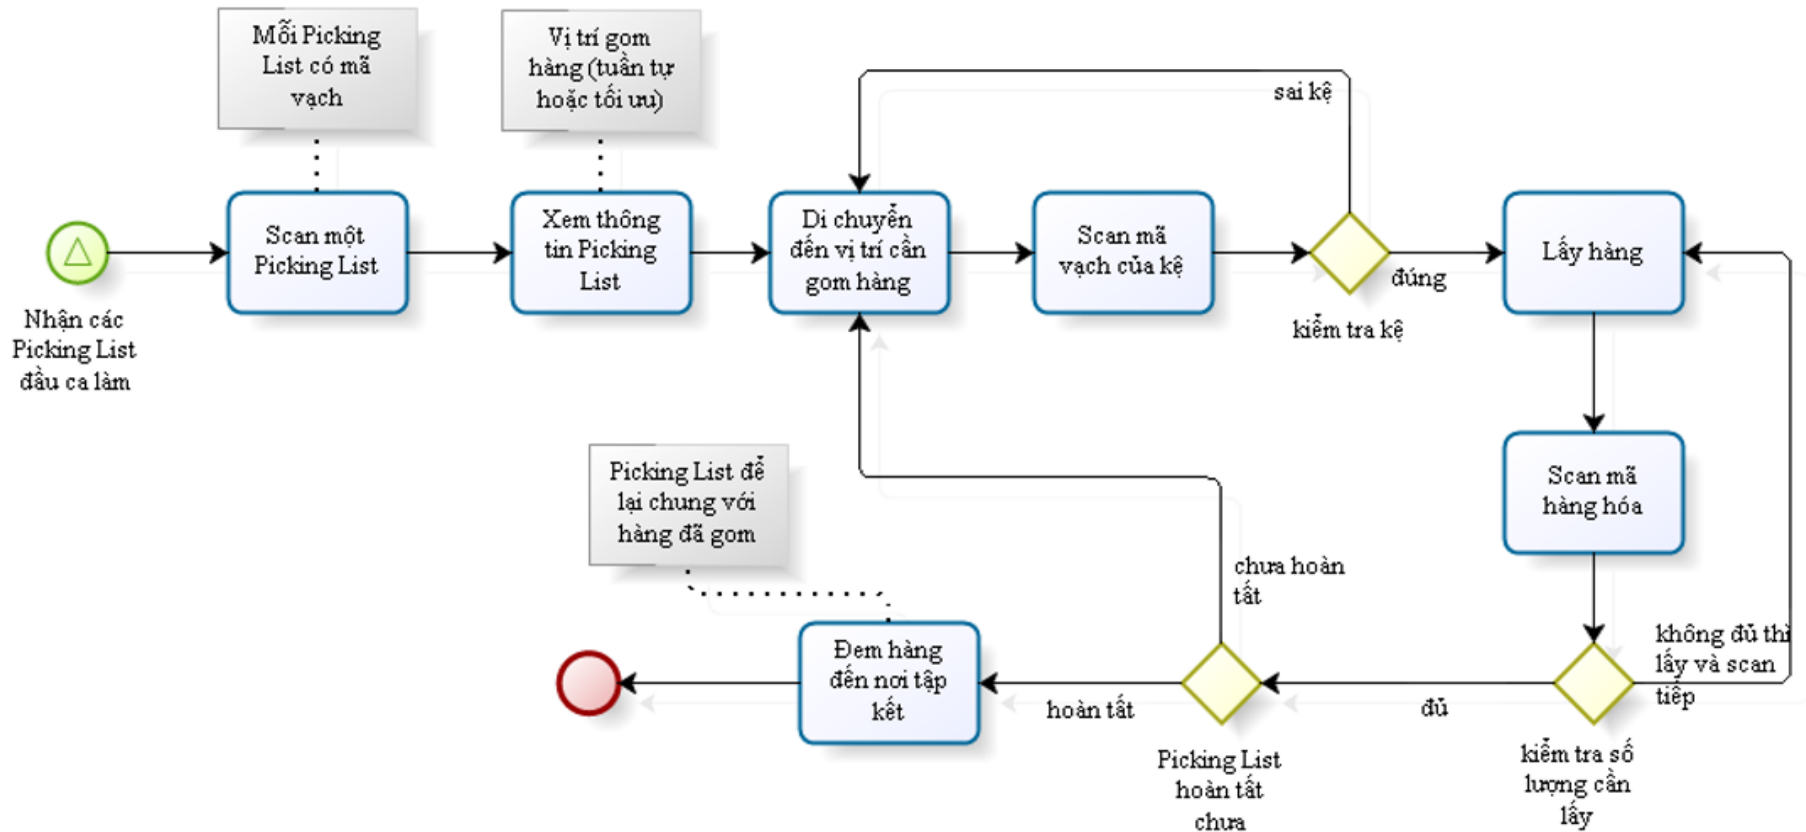 Mỗi Picking
List có mã
vạch
Vị trí gom
hàng (tuần tự
hoặc tối ưu)
sai kệ
Scan một
Picking List
Xem thông
tin Picking
List
Di chuyển
đến vị trí cần
gom hàng
Scan mã
vạch của kệ
Lấy hàng
đúng
Nhận các
Picking List
đầu ca làm
kiểm tra kệ
Picking List để
lại chung với
hàng đã gom
Scan mã
hàng hóa
chưa hoàn
tất
không đủ thì
lấy và scan
tiếp
Đem hàng
đến nơi tập
kết
hoàn tất
đủ
Picking List
hoàn tất
chưa
kiểm tra số
lượng cần
lấy